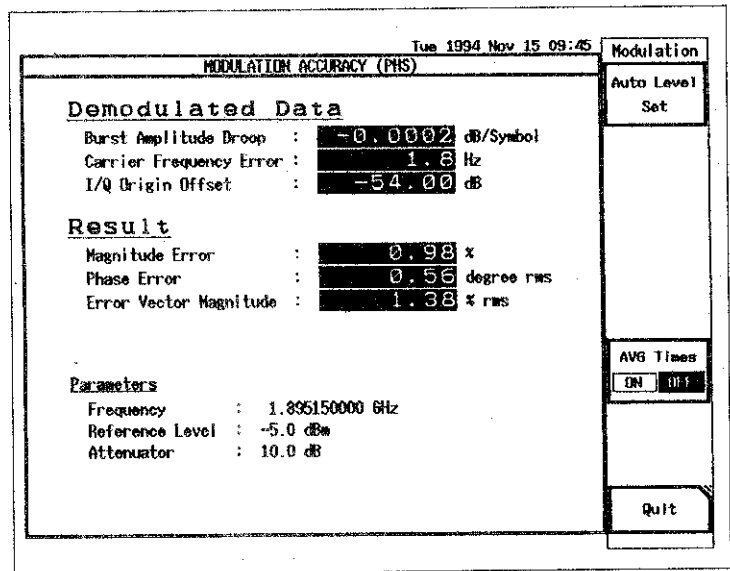 Tue 1994 Nov 15 09:45
MODULATION ACCURACY (PHS)
Demodulated Data
Burst Amplitude Droop : -0.0002 dB/Symbol
Carrier Frequency Error : 1.8 Hz
I/Q Origin Offset : -54.00 dB
Result
Magnitude Error : 0.98 %
Phase Error : 0.56 degree rms
Error Vector Magnitude : 1.38 % rms
Parameters
Frequency : 1.895150000 GHz
Reference Level : -5.0 dBm
Attenuator : 10.0 dB
Modulation
Auto Level
Set
AVG Times
ON OFF
Quit